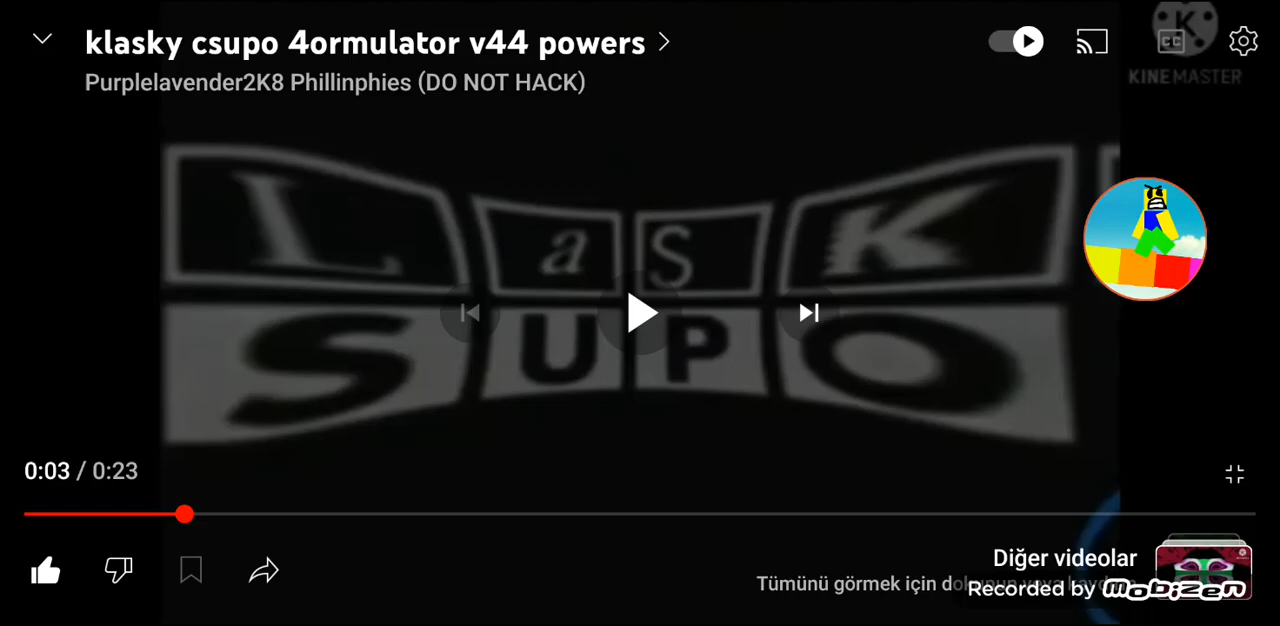 klasky csupo 4ormulator v44 powers
Purplelavender2K8 Phillinphies (DO NOT HACK)
K
CC
KINEMASTER
L a S K
S U P O
0:03 / 0:23
Diğer videolar
Tümünü görmek için
Recorded by mobizen